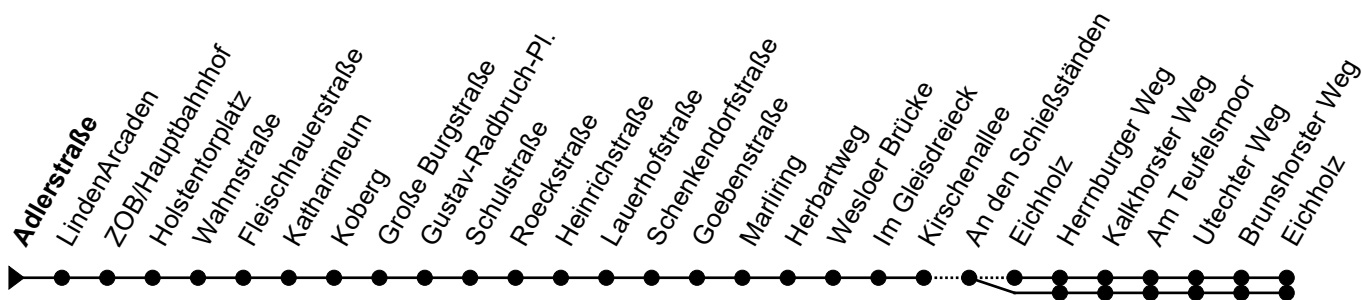 Adlerstraße
LindenArcaden
ZOB/Hauptbahnhof
Holstentorplatz
Wahmstraße
Fleischhauerstraße
Katharineum
Koberg
Große Burgstraße
Gustav-Radbruch-Pl.
Schulstraße
Roeckstraße
Heinrichstraße
Lauerhofstraße
Schenkendorfstraße
Goebenstraße
Marliring
Herbartweg
Wesloer Brücke
Im Gleisdreieck
Kirschenallee
An den Schießständen
Eichholz
Herrnburger Weg
Kalkhorster Weg
Am Teufelsmoor
Utechter Weg
Brunshorster Weg
Eichholz